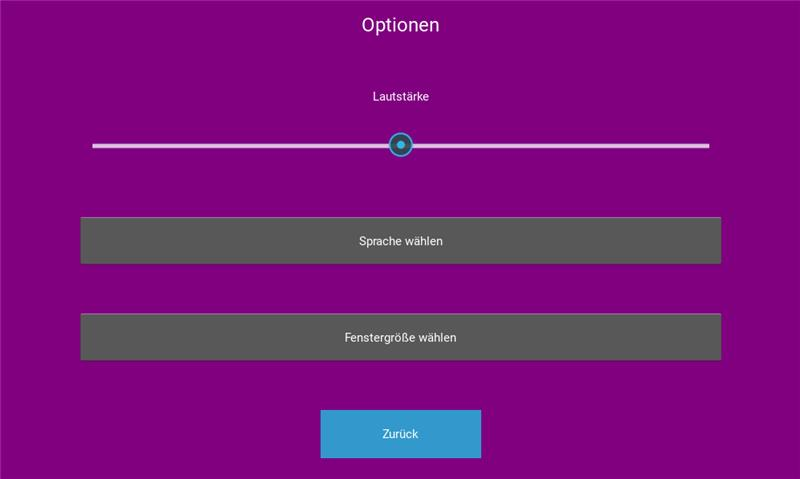 Optionen
Lautstärke
Sprache wählen
Fenstergröße wählen
Zurück